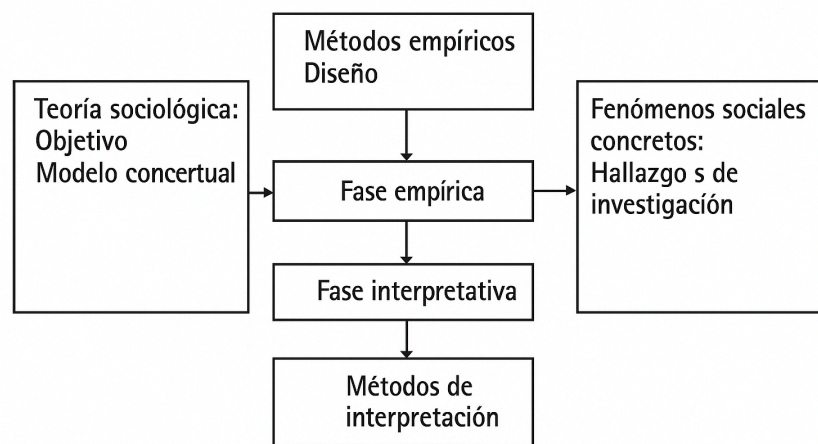 Métodos empíricos
Diseño
Teoría sociológica:
Objetivo
Modelo concertual
Fenómenos sociales
concretos:
Hallazgo s de
investigación
Fase empírica
Fase interpretativa
Métodos de
interpretación